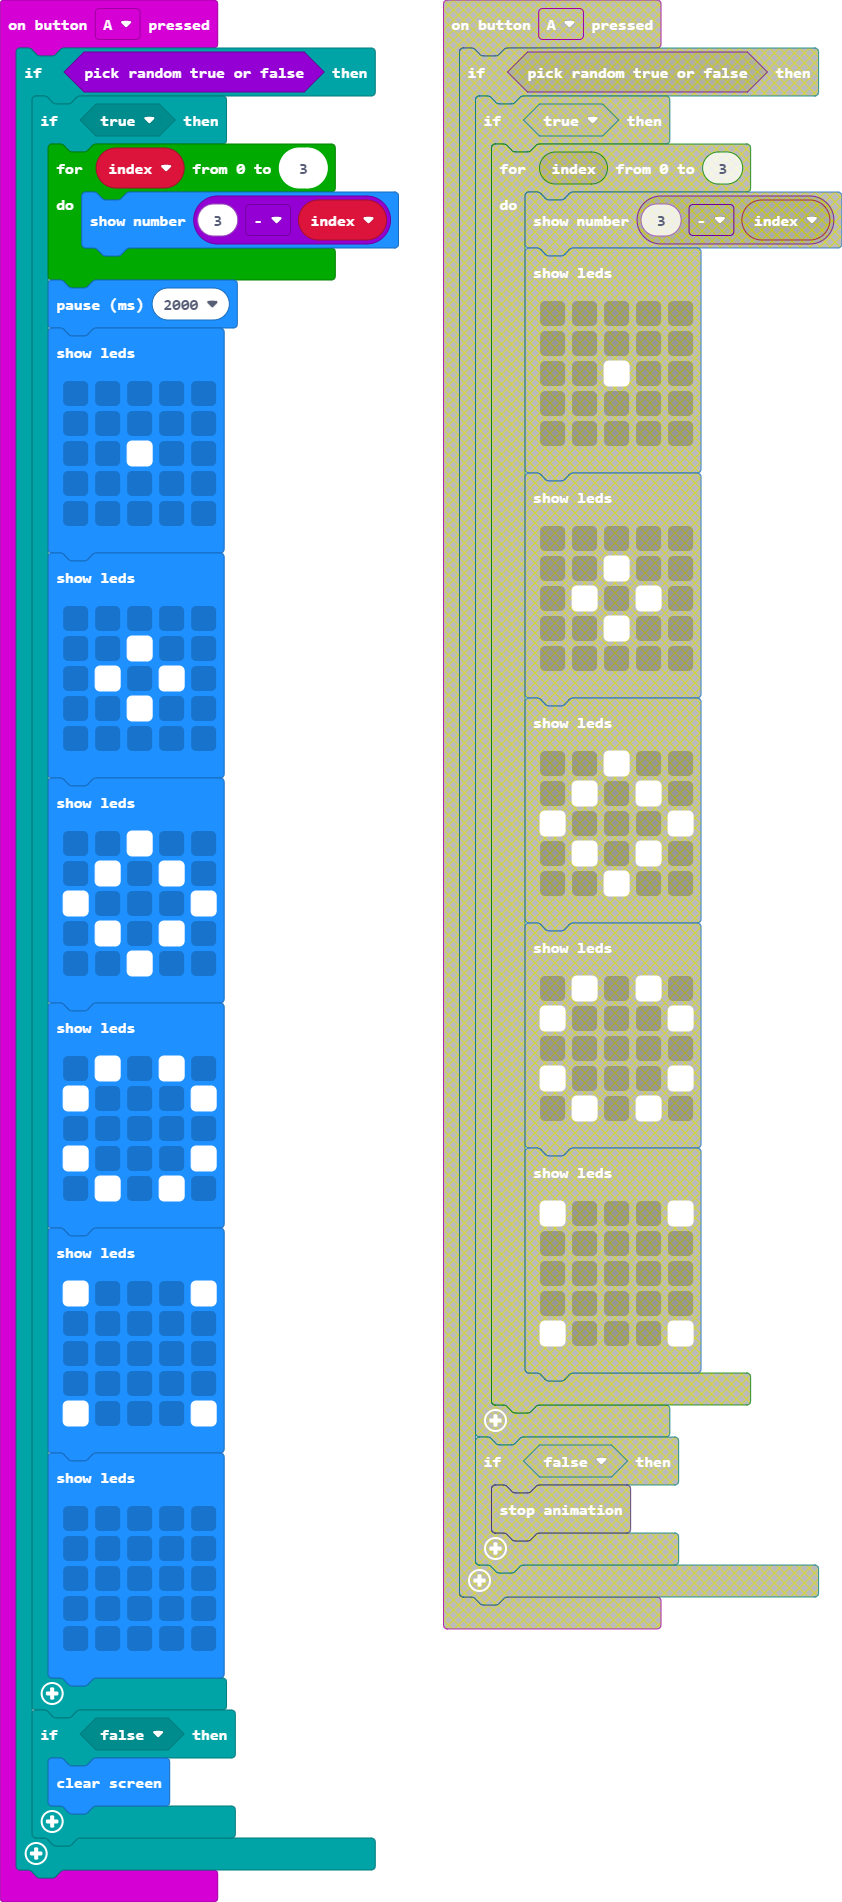 on button A pressed
if pick random true or false then
if true then
for index from 0 to 3
do
show number 3 - index
pause (ms) 2000
show leds
show leds
show leds
show leds
show leds
show leds
if false then
clear screen
on button A pressed
if pick random true or false then
if true then
for index from 0 to 3
do
show number 3 - index
show leds
show leds
show leds
show leds
show leds
if false then
stop animation